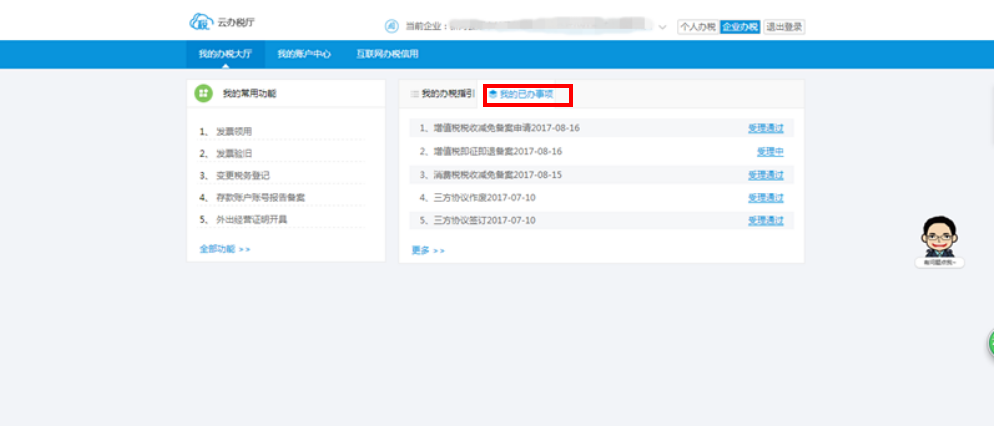 云办税厅
当前企业：
个人办税 企业办税 退出登录
我的办税大厅 我的账户中心 互联网办税信用
我的常用功能
1、 发票领用
2、 发票验旧
3、 变更税务登记
4、 存款账户账号报告备案
5、 外出经营证明开具
全部功能 >>
我的办税指引 我的已办事项
1、增值税税收减免备案申请2017-08-16 受理通过
2、增值税即征即退备案2017-08-16 受理中
3、消费税税收减免备案2017-08-15 受理通过
4、三方协议作废2017-07-10 受理通过
5、三方协议签订2017-07-10 受理通过
更多 >>
有问题点我~